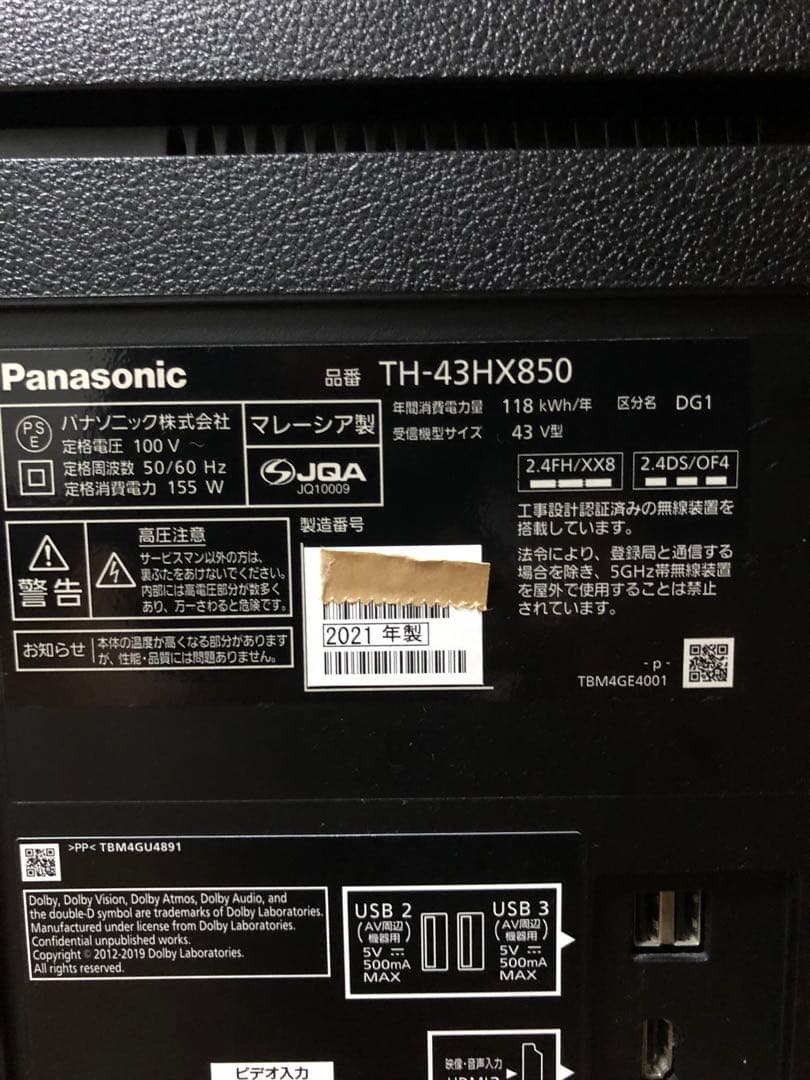 Panasonic
品番 TH-43HX850
PS
E
パナソニック株式会社
定格電圧 100 V ～
定格周波数 50/60 Hz
定格消費電力 155 W
マレーシア製
JQA
JQ10009
年間消費電力量 118 kWh/年 区分名 DG1
受信機型サイズ 43 V型
2.4FH/XX8
2.4DS/OF4
工事設計認証済みの無線装置を
搭載しています。
法令により、登録局と通信する
場合を除き、5GHz帯無線装置
を屋外で使用することは禁止
されています。
警告
高圧注意
サービスマン以外の方は、
裏ぶたをあけないでください。
内部には高電圧部分が数多く
あり、万一さわると危険です。
お知らせ
本体の温度が高くなる部分があります
が、性能・品質には問題ありません。
製造番号
2021 年製
- p -
TBM4GE4001
>PP< TBM4GU4891
Dolby, Dolby Vision, Dolby Atmos, Dolby Audio, and
the double-D symbol are trademarks of Dolby Laboratories.
Manufactured under license from Dolby Laboratories.
Confidential unpublished works.
Copyright © 2012-2019 Dolby Laboratories.
All rights reserved.
USB 2
(AV周辺
機器用)
5V ⎓
500mA
MAX
USB 3
(AV周辺
機器用)
5V ⎓
500mA
MAX
ビデオ入力
映像・音声入力